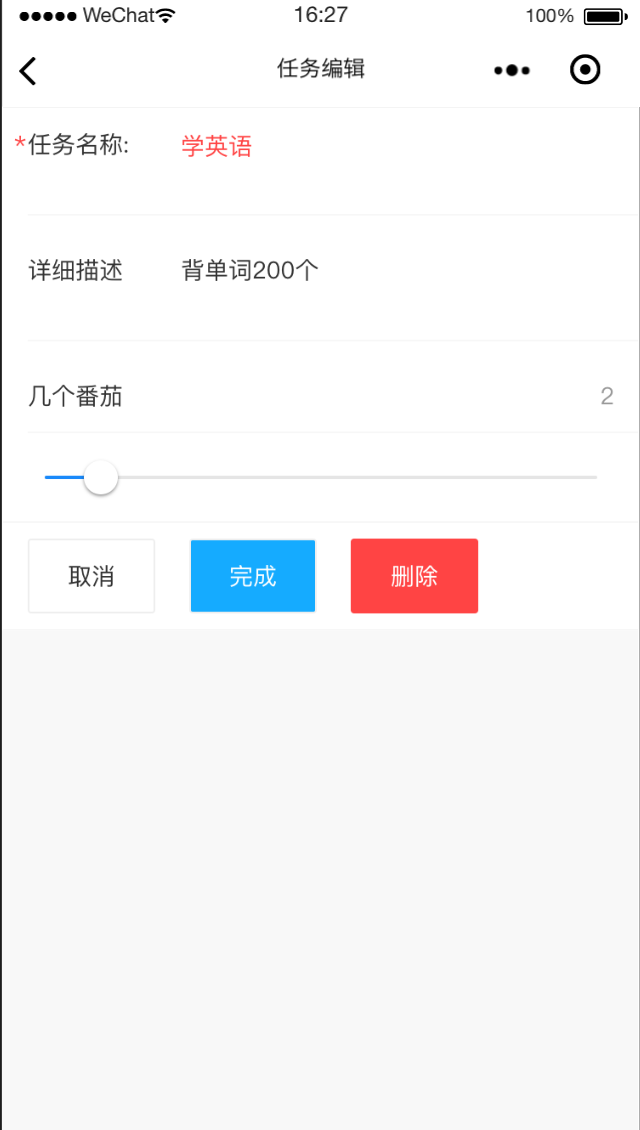 WeChat 16:27 100%
任务编辑
*任务名称: 学英语
详细描述 背单词200个
几个番茄 2
取消 完成 删除